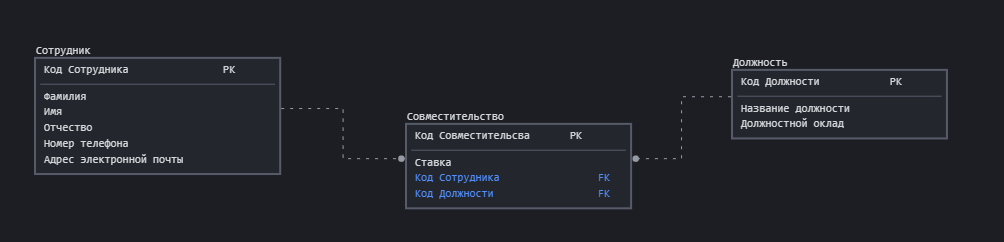 Сотрудник
Код Сотрудника PK
Фамилия
Имя
Отчество
Номер телефона
Адрес электронной почты
Совместительство
Код Совместительсва PK
Ставка
Код Сотрудника FK
Код Должности FK
Должность
Код Должности PK
Название должности
Должностной оклад